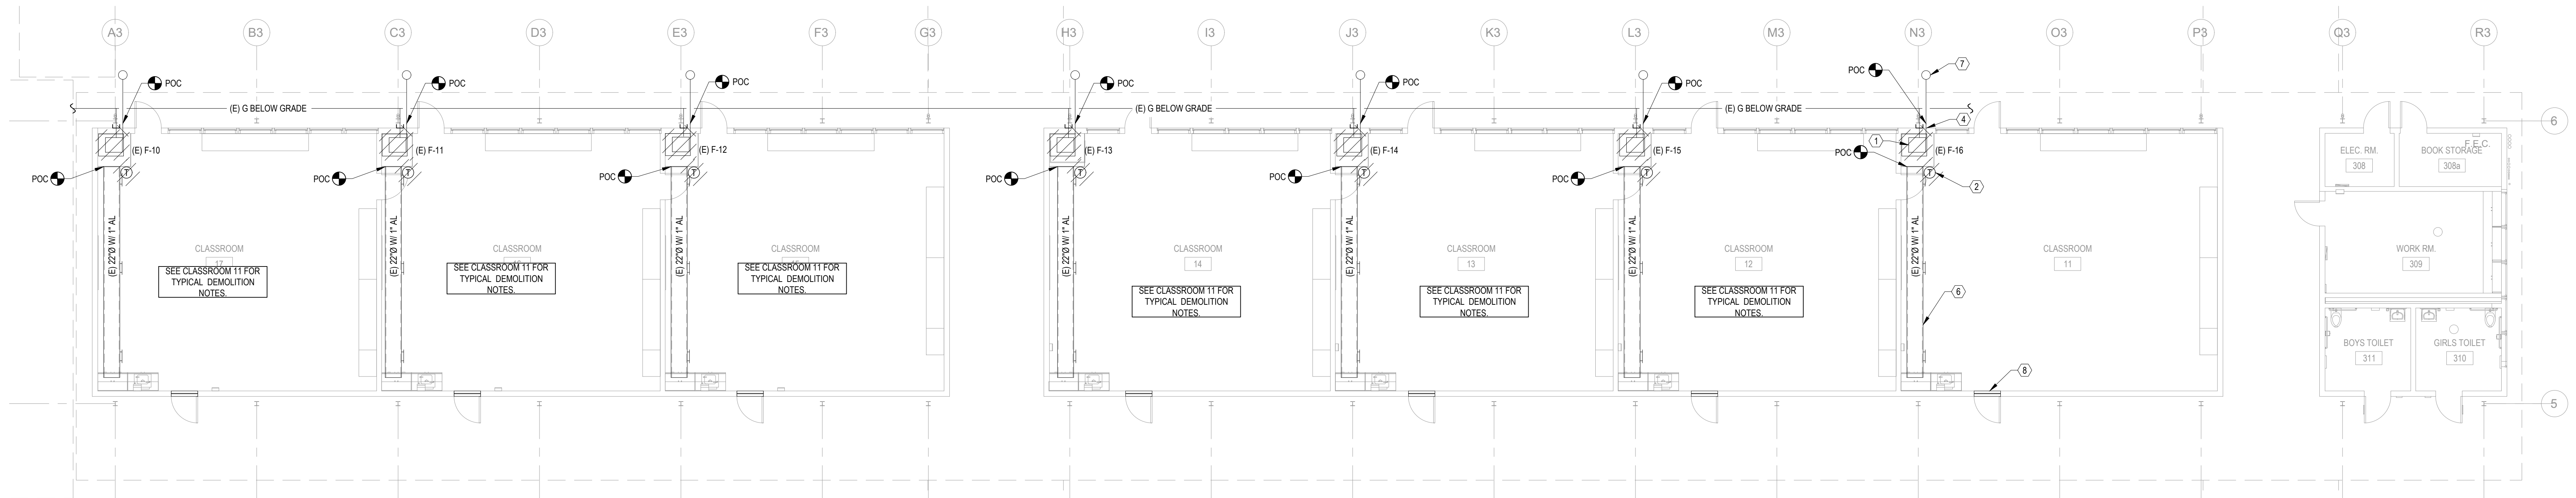 A3 B3 C3 D3 E3 F3 G3 H3 I3 J3 K3 L3 M3 N3 O3 P3 Q3 R3
POC POC POC POC POC POC POC 7
(E) G BELOW GRADE (E) G BELOW GRADE (E) G BELOW GRADE
4 6
1
(E) F-10 (E) F-11 (E) F-12 (E) F-13 (E) F-14 (E) F-15 (E) F-16
F.E.C.
ELEC. RM. BOOK STORAGE
308 308a
POC POC POC POC POC POC POC
T T T T T T T
2
(E) 22"Ø W/ 1" AL
(E) 22"Ø W/ 1" AL
(E) 22"Ø W/ 1" AL
(E) 22"Ø W/ 1" AL
(E) 22"Ø W/ 1" AL
(E) 22"Ø W/ 1" AL
(E) 22"Ø W/ 1" AL
CLASSROOM
17
SEE CLASSROOM 11 FOR
TYPICAL DEMOLITION
NOTES.
CLASSROOM
SEE CLASSROOM 11 FOR
TYPICAL DEMOLITION
NOTES.
CLASSROOM
SEE CLASSROOM 11 FOR
TYPICAL DEMOLITION
NOTES.
CLASSROOM
14
SEE CLASSROOM 11 FOR
TYPICAL DEMOLITION
NOTES.
CLASSROOM
13
SEE CLASSROOM 11 FOR
TYPICAL DEMOLITION
NOTES.
CLASSROOM
12
SEE CLASSROOM 11 FOR
TYPICAL DEMOLITION
NOTES.
CLASSROOM
11
WORK RM.
309
6
BOYS TOILET GIRLS TOILET
311 310
8
5